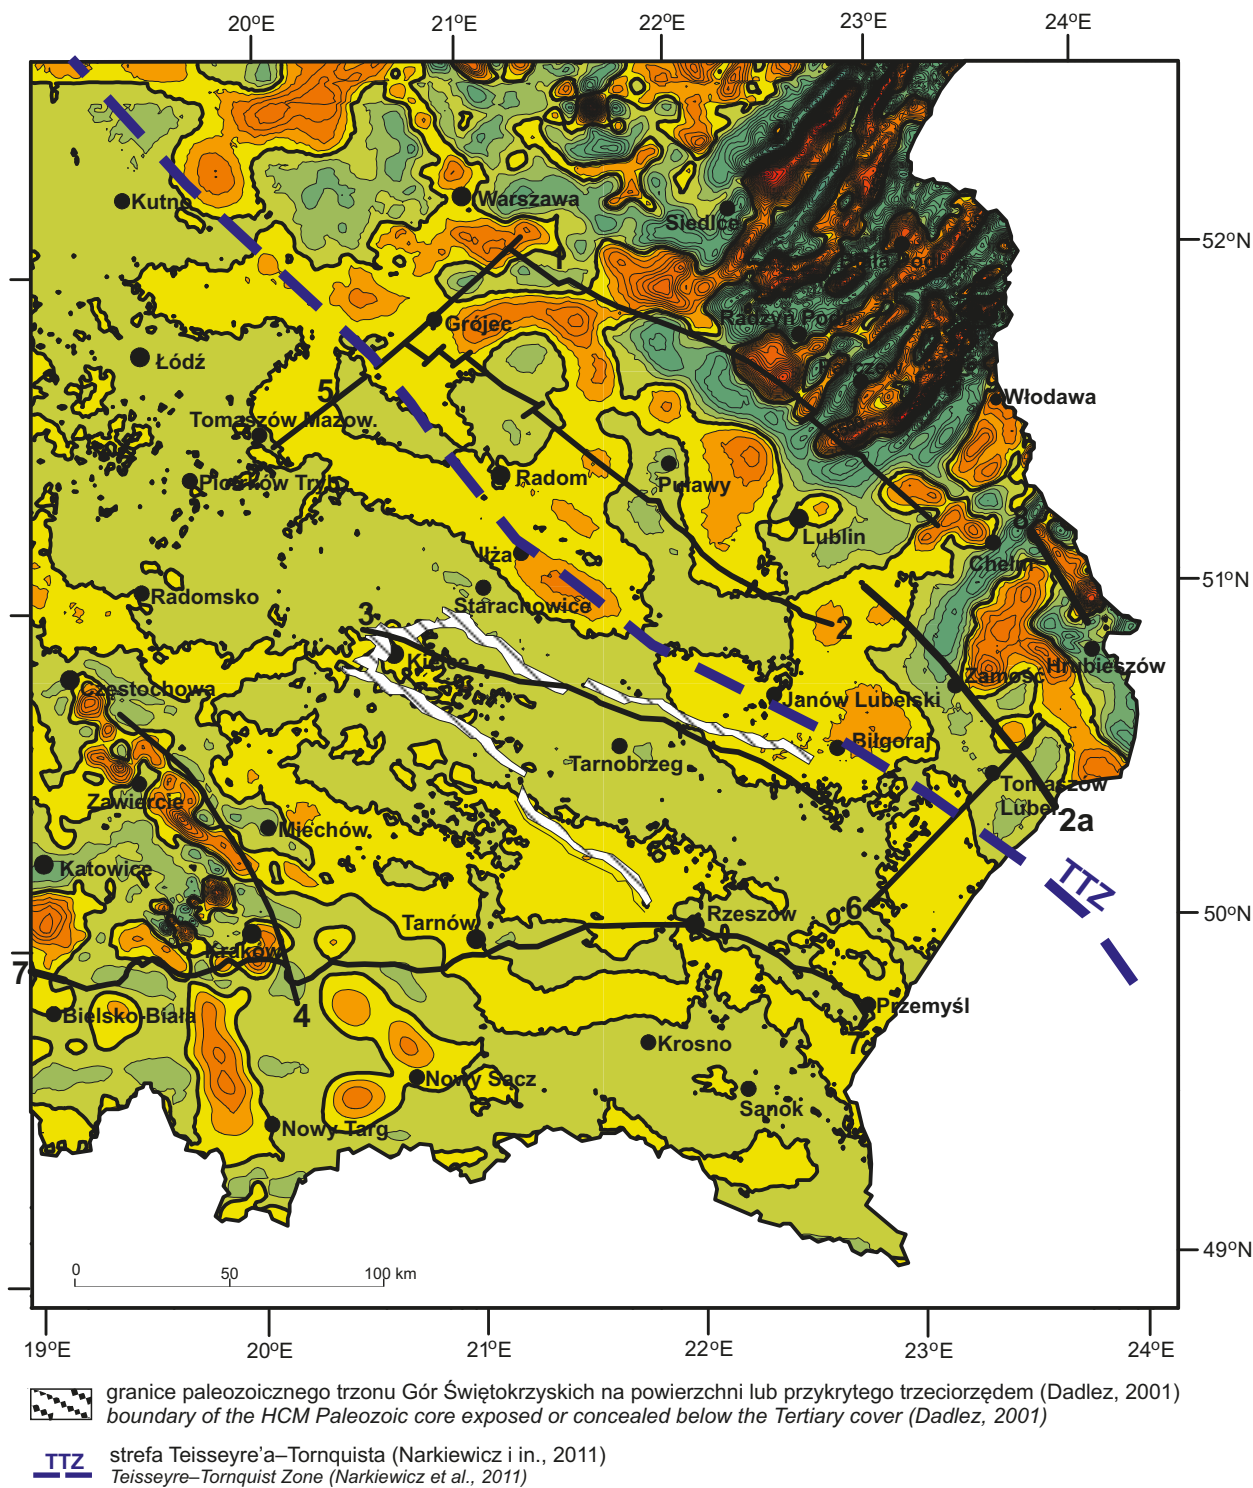 20°E 21°E 22°E 23°E 24°E
Kutno
Warszawa
Siedlce
52°N
Grójec
Radzyń Podl.
Łódź
5
Włodawa
Tomaszów Mazow.
Piotrków Tryb.
Radom
Puławy
Lublin
8
Iłża
Chełm
51°N
Starachowice
Radomsko
3
2
Kielce
Hrubieszów
Zamość
Częstochowa
Janów Lubelski
Biłgoraj
Tarnobrzeg
Tomaszów
Lubel.
Zawiercie
2a
Miechów
Katowice
TTZ
6
50°N
Rzeszów
Tarnów
Kraków
7
Przemyśl
Bielsko-Biała
4
7
Krosno
Nowy Sącz
Sanok
Nowy Targ
49°N
0 50 100 km
19°E 20°E 21°E 22°E 23°E 24°E
granice paleozoicznego trzonu Gór Świętokrzyskich na powierzchni lub przykrytego trzeciorzędem (Dadlez, 2001)
boundary of the HCM Paleozoic core exposed or concealed below the Tertiary cover (Dadlez, 2001)
TTZ strefa Teisseyre'a–Tornquista (Narkiewicz i in., 2011)
Teisseyre–Tornquist Zone (Narkiewicz et al., 2011)